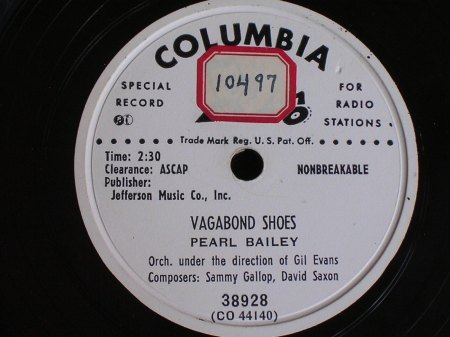 COLUMBIA
10497
SPECIAL
RECORD
FOR
RADIO
STATIONS
Trade Mark Reg. U.S. Pat. Off.
Time: 2:30
Clearance: ASCAP
Publisher:
Jefferson Music Co., Inc.
NONBREAKABLE
VAGABOND SHOES
PEARL BAILEY
Orch. under the direction of Gil Evans
Composers: Sammy Gallop, David Saxon
38928
(CO 44140)